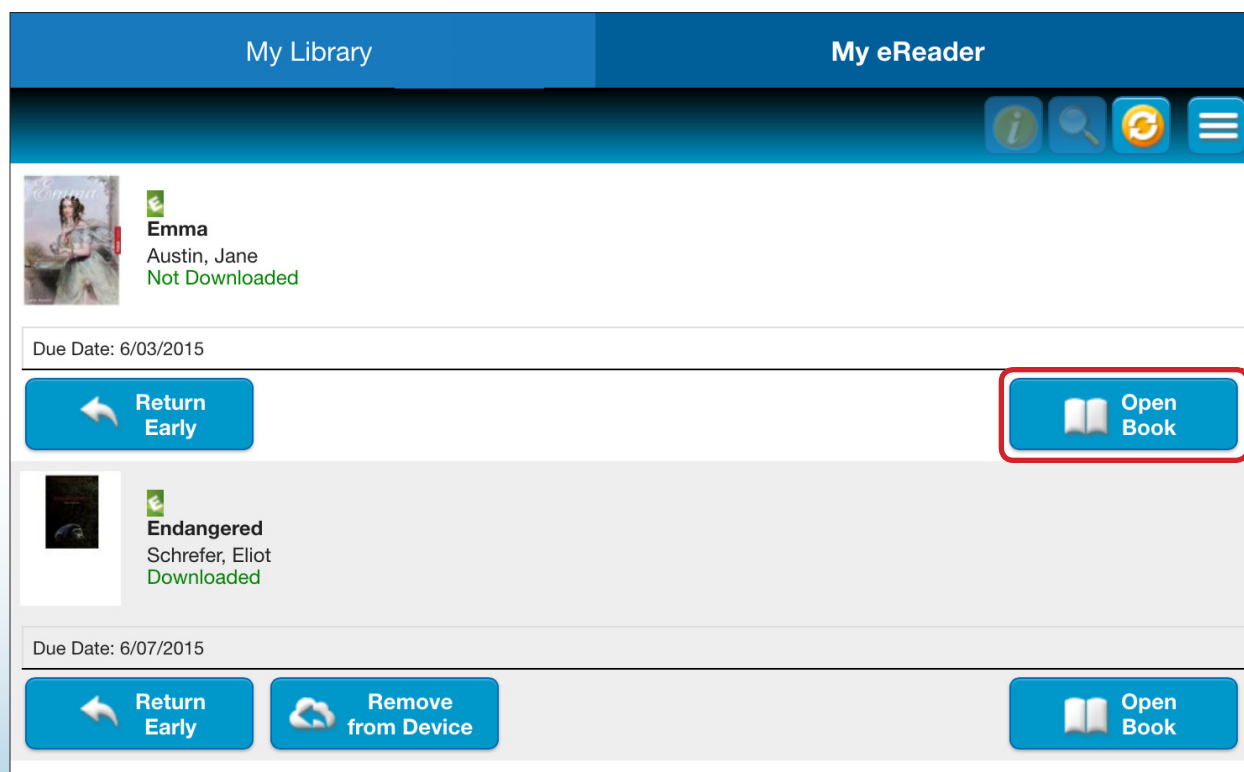 My Library
My eReader
Emma
Emma
Austin, Jane
Not Downloaded
Due Date: 6/03/2015
Return
Early
Open
Book
Endangered
Schrefer, Eliot
Downloaded
Due Date: 6/07/2015
Return
Early
Remove
from Device
Open
Book